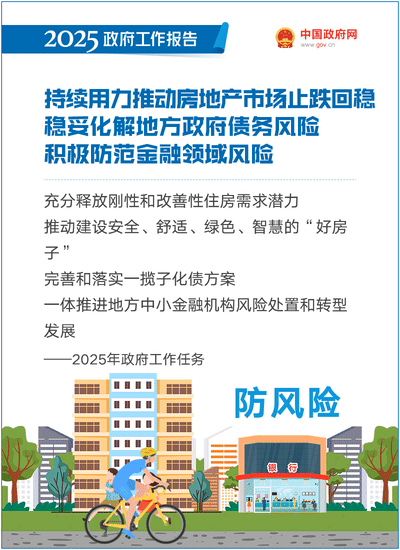 2025 政府工作报告
中国政府网
www.gov.cn
持续用力推动房地产市场止跌回稳
稳妥化解地方政府债务风险
积极防范金融领域风险
充分释放刚性和改善性住房需求潜力
推动建设安全、舒适、绿色、智慧的“好房
子”
完善和落实一揽子化债方案
一体推进地方中小金融机构风险处置和转型
发展
——2025年政府工作任务
防风险
银行